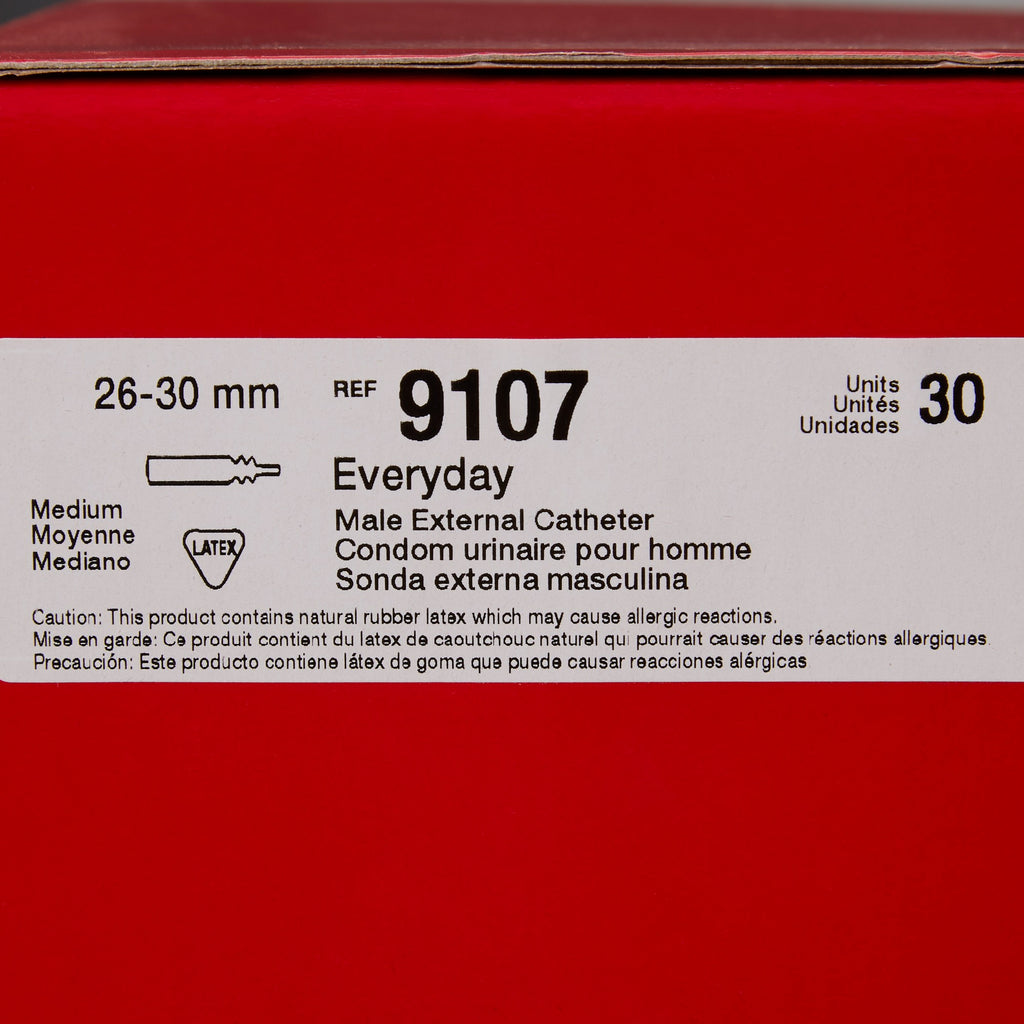 26-30 mm
REF 9107
Units
Unités
Unidades
30
Everyday
Medium
Moyenne
Mediano
LATEX
Male External Catheter
Condom urinaire pour homme
Sonda externa masculina
Caution: This product contains natural rubber latex which may cause allergic reactions.
Mise en garde: Ce produit contient du latex de caoutchouc naturel qui pourrait causer des réactions allergiques.
Precaución: Este producto contiene látex de goma que puede causar reacciones alérgicas